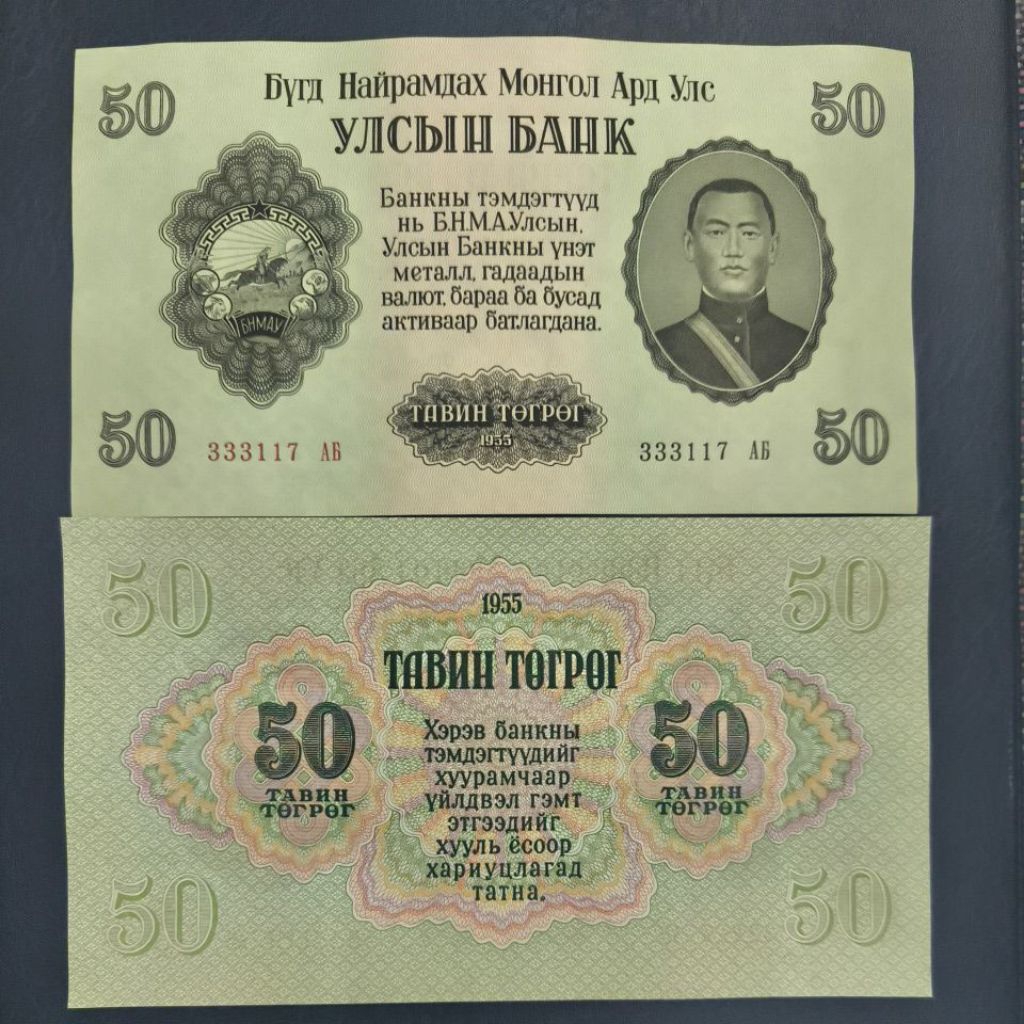 50
Бүгд Найрамдах Монгол Ард Улс
50
УЛСЫН БАНК
Банкны тэмдэгтүүд
нь Б.Н.М.А.Улсын,
Улсын Банкны үнэт
металл, гадаадын
валют, бараа ба бусад
активаар батлагдана.
БНМАУ
ТАВИН ТӨГРӨГ
1955
50
333117 АБ
333117 АБ
50
50
50
1955
ТАВИН ТӨГРӨГ
50
ТАВИН
ТӨГРӨГ
Хэрэв банкны
тэмдэгтүүдийг
хуурамчаар
үйлдвэл гэмт
этгээдийг
хууль ёсоор
хариуцлагад
татна.
50
ТАВИН
ТӨГРӨГ
50
50